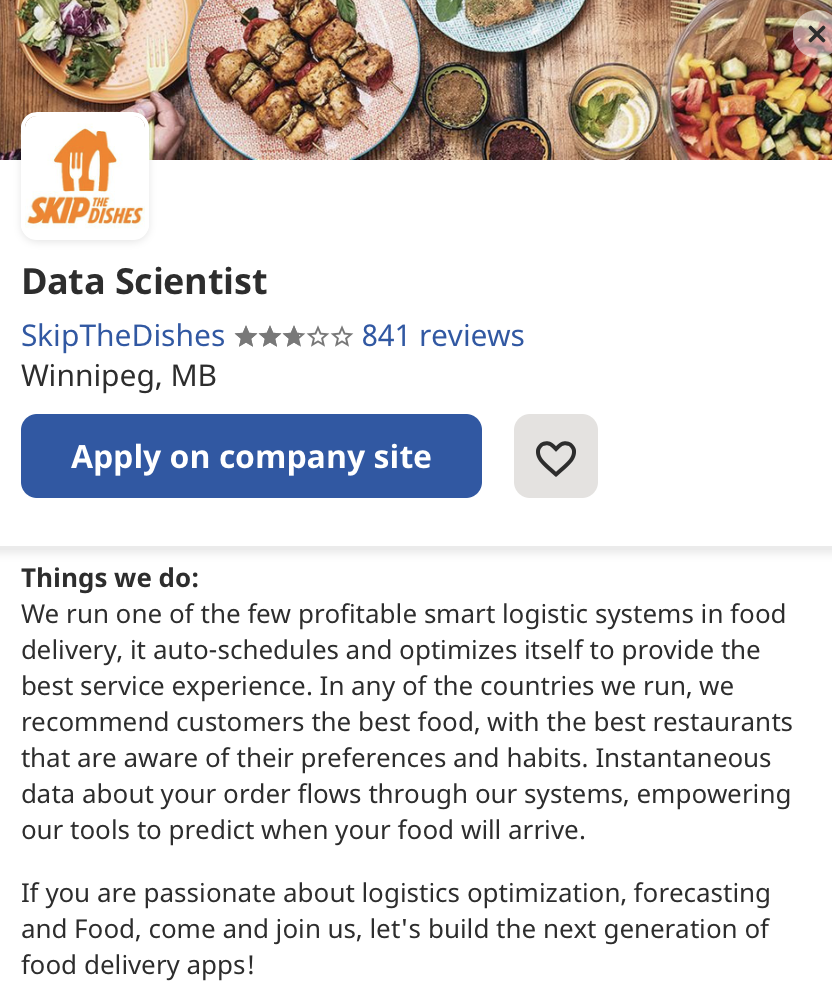 SKIP THE DISHES
Data Scientist
SkipTheDishes 841 reviews
Winnipeg, MB
Apply on company site
Things we do:
We run one of the few profitable smart logistic systems in food
delivery, it auto-schedules and optimizes itself to provide the
best service experience. In any of the countries we run, we
recommend customers the best food, with the best restaurants
that are aware of their preferences and habits. Instantaneous
data about your order flows through our systems, empowering
our tools to predict when your food will arrive.
If you are passionate about logistics optimization, forecasting
and Food, come and join us, let's build the next generation of
food delivery apps!